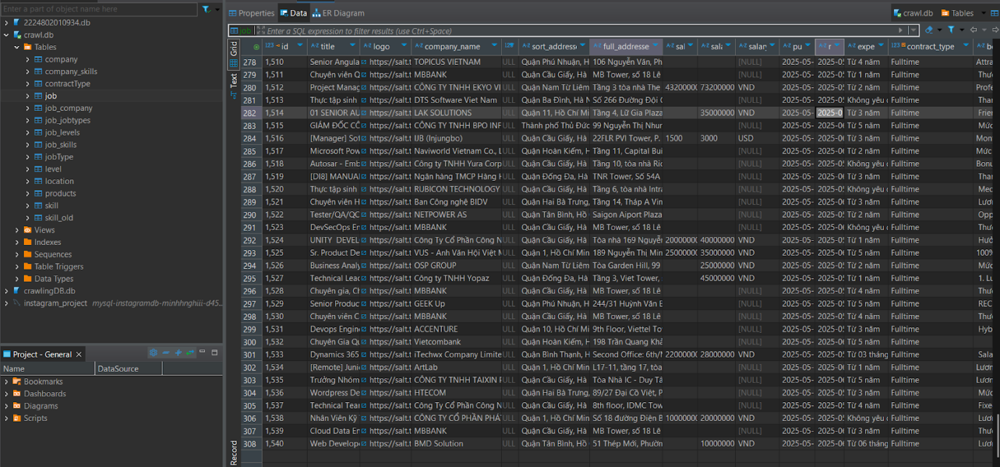 Enter a part of object name here
2224802010934.db
crawl.db
Tables
company
company_skills
contractType
job
job_company
job_jobtypes
job_levels
job_skills
jobType
level
location
products
skill
skill_old
Views
Indexes
Sequences
Table Triggers
Data Types
crawlingDB.db
instagram_project mysql-instagramdb-minhhnghiii-d45...
Project - General
Name DataSource
Bookmarks
Dashboards
Diagrams
Scripts
Properties Data ER Diagram crawl.db Tables
job Enter a SQL expression to filter results (use Ctrl+Space)
Grid
Text
Record
123 id A-Z title A-Z logo A-Z company_name 123 A-Z sort_addresse A-Z full_addresse A-Z sal A-Z sal A-Z salary A-Z pu A-Z r A-Z expe 123 contract_type A-Z be
278 1,510 Senior Angula https://salt.t TOPICUS VIETNAM ULL Quận Phú Nhuận, H 106 Nguyễn Văn, Ph [NULL] 2025-05- 2025-05 Từ 4 năm Fulltime Attra
279 1,511 Chuyên viên Q https://salt.t MBBANK ULL Quận Cầu Giấy, Hà MB Tower, số 18 Lê [NULL] 2025-05- 2025-05 Từ 1 năm Fulltime Thư
280 1,512 Project Manag https://salt.t CÔNG TY TNHH EKYO VI ULL Quận Nam Từ Liêm Tầng 3 tòa nhà The 43200000 73200000 VND 2025-05- 2025-05 Từ 2 năm Fulltime Profe
281 1,513 Thực tập sinh https://salt.t DTS Software Viet Nam ULL Quận Ba Đình, Hà N Số 266 Đường Đội C [NULL] 2025-05- 2025-05 Không yêu c Fulltime Thar
282 1,514 01 SENIOR AU https://salt.t LAK SOLUTIONS ULL Quận 11, Hồ Chí Mi Tầng 4, Lữ Gia Plaza 35000000 VND 2025-05- 2025-0 Từ 3 năm Fulltime Frier
283 1,515 GIÁM ĐỐC CÔ https://salt.t CÔNG TY TNHH BPO INF ULL Thành phố Thủ Đức 99 Nguyễn Thị Nhur [NULL] 2025-05- 2025-06 Từ 5 năm Fulltime Mức
284 1,516 [Manager] Sof https://salt.t IJB (Injungbo) ULL Quận Cầu Giấy, Hà 22FLR PVI Tower, P. 1500 3000 USD 2025-05- 2025-06 Từ 3 năm Fulltime Mon
285 1,517 Microsoft Pow https://salt.t Naviworld Vietnam Co., L ULL Quận Hoàn Kiếm, H Tầng 11, Capital Bui [NULL] 2025-05- 2025-06 Từ 2 năm Fulltime Mức
286 1,518 Autosar - Emb https://salt.t Công ty TNHH Yura Corp ULL Quận Cầu Giấy, Hà Tầng 10, tòa nhà Ric [NULL] 2025-05- 2025-06 Không yêu c Fulltime Bonu
287 1,519 [DI8] MANUA https://salt.t Ngân hàng TMCP Hàng H ULL Quận Đống Đa, Hà TNR Tower, Số 54A [NULL] 2025-05- 2025-06 Từ 3 năm Fulltime Thar
288 1,520 Thực tập sinh https://salt.t RUBICON TECHNOLOGY ULL Quận Cầu Giấy, Hà Tầng 6, tòa nhà Intra [NULL] 2025-05- 2025-06 Không yêu c Fulltime Mec
289 1,521 Chuyên viên H https://salt.t Ban Công nghệ BIDV ULL Quận Hai Bà Trưng, Tầng 14, Tháp A Vin [NULL] 2025-05- 2025-06 Từ 3 năm Fulltime Lươ
290 1,522 Tester/QA/QC https://salt.t NETPOWER AS ULL Quận Tân Bình, Hồ Saigon Aiport Plaza [NULL] 2025-05- 2025-06 Từ 2 năm Fulltime Opp
291 1,523 DevSecOps En https://salt.t MBBANK ULL Quận Cầu Giấy, Hà MB Tower, số 18 Lê [NULL] 2025-05- 2025-06 Không yêu c Fulltime Thư
292 1,524 UNITY DEVEL https://salt.t Công Ty Cổ Phần Công N ULL Quận Cầu Giấy, Hà Tòa nhà 169 Nguyễn 20000000 40000000 VND 2025-05- 2025-06 Từ 1 năm Fulltime Hưở
293 1,525 Sr. Product De https://salt.t VUS - Anh Văn Hội Việt M ULL Quận 1, Hồ Chí Minh 189 Nguyễn Thị Min 25000000 35000000 VND 2025-05- 2025-06 Từ 5 năm Fulltime 100%
294 1,526 Business Analy https://salt.t OSP GROUP ULL Quận Nam Từ Liêm Tòa Garden Hill, 99 25000000 VND 2025-05- 2025-06 Từ 2 năm Fulltime Mức
295 1,527 Technical Leac https://salt.t Công ty TNHH Yopaz ULL Quận Đống Đa, Hà Tầng 3, Viet Tower, 45000000 VND 2025-05- 2025-06 Từ 1 năm Fulltime 1. Lu
296 1,528 Chuyên gia, Ch https://salt.t MBBANK ULL Quận Cầu Giấy, Hà MB Tower, số 18 Lê [NULL] 2025-05- 2025-06 Từ 4 năm Fulltime Thư
297 1,529 Senior Produc https://salt.t GEEK Up ULL Quận Phú Nhuận, H 244/31 Huỳnh Văn B [NULL] 2025-05- 2025-06 Từ 5 năm Fulltime REC
298 1,530 Chuyên viên C https://salt.t MBBANK ULL Quận Cầu Giấy, Hà MB Tower, số 18 Lê [NULL] 2025-05- 2025-06 Từ 4 năm Fulltime Thư
299 1,531 Devops Engin https://salt.t ACCENTURE ULL Quận 10, Hồ Chí Mi 9th Floor, Viettel Tov [NULL] 2025-05- 2025-06 Từ 3 năm Fulltime Hyb
300 1,532 Chuyên Gia Qu https://salt.t Vietcombank ULL Quận Hoàn Kiếm, H 198 Trần Quang Khả [NULL] 2025-05- 2025-06 Từ 5 năm Fulltime
301 1,533 Dynamics 365 https://salt.t iTechwx Company Limite ULL Quận Bình Thạnh, H Second Office: 6th/M 22000000 28000000 VND 2025-05- 2025-06 Từ 03 tháng Fulltime Sala
302 1,534 [Remote] Juni https://salt.t ArtLab ULL Quận 1, Hồ Chí Minh L17-11, tầng 17, tòa [NULL] 2025-05- 2025-06 Từ 1 năm Fulltime Lươn
303 1,535 Trưởng Nhóm https://salt.t CÔNG TY TNHH TAIXIN F ULL Quận Cầu Giấy, Hà Tòa Nhà IC - Duy Tâ [NULL] 2025-05- 2025-06 Từ 5 năm Fulltime Lươn
304 1,536 Wordpress De https://salt.t HTECOM ULL Quận Hai Bà Trưng, 89/27 Đại Cồ Việt, P [NULL] 2025-05- 2025-06 Từ 3 năm Fulltime Mức
305 1,537 Technical Tean https://salt.t Công Ty Cổ Phần Công N ULL Quận Cầu Giấy, Hà 8th floor, IDMC Tow [NULL] 2025-05- 2025-06 Từ 4 năm Fulltime Fixe
306 1,538 Nhân Viên Kỹ https://salt.t CÔNG TY CỔ PHẦN PHÁ ULL Quận 1, Hồ Chí Minh Số 18 đường Điện B 10000000 20000000 VND 2025-05- 2025-06 Không yêu c Fulltime Lươ
307 1,539 Cloud Data En https://salt.t MBBANK ULL Quận Cầu Giấy, Hà MB Tower, số 18 Lê [NULL] 2025-05- 2025-06 Từ 3 năm Fulltime Thư
308 1,540 Web Develope https://salt.t BMD Solution ULL Quận Tân Bình, Hồ 51 Thép Mới, Phườn 10000000 VND 2025-05- 2025-06 Từ 06 tháng Fulltime Lươ